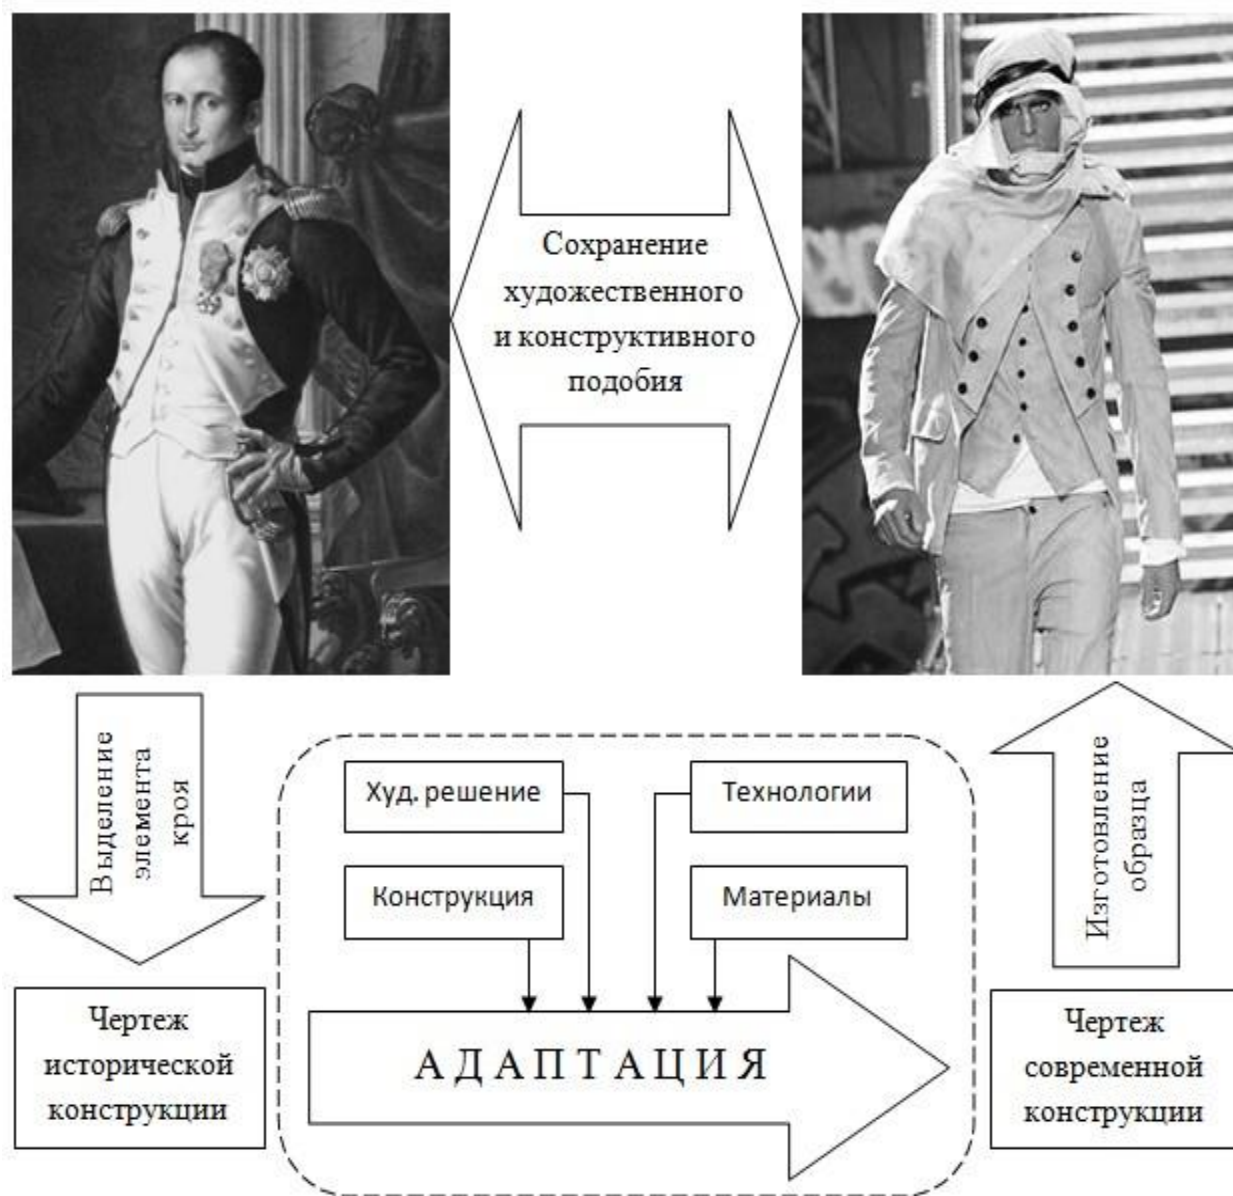 Сохранение
художественного
и конструктивного
подобия
Выделение
элемента
кроя
Худ. решение
Технологии
Изготовление
образца
Конструкция
Материалы
Чертеж
исторической
конструкции
АДАПТАЦИЯ
Чертеж
современной
конструкции